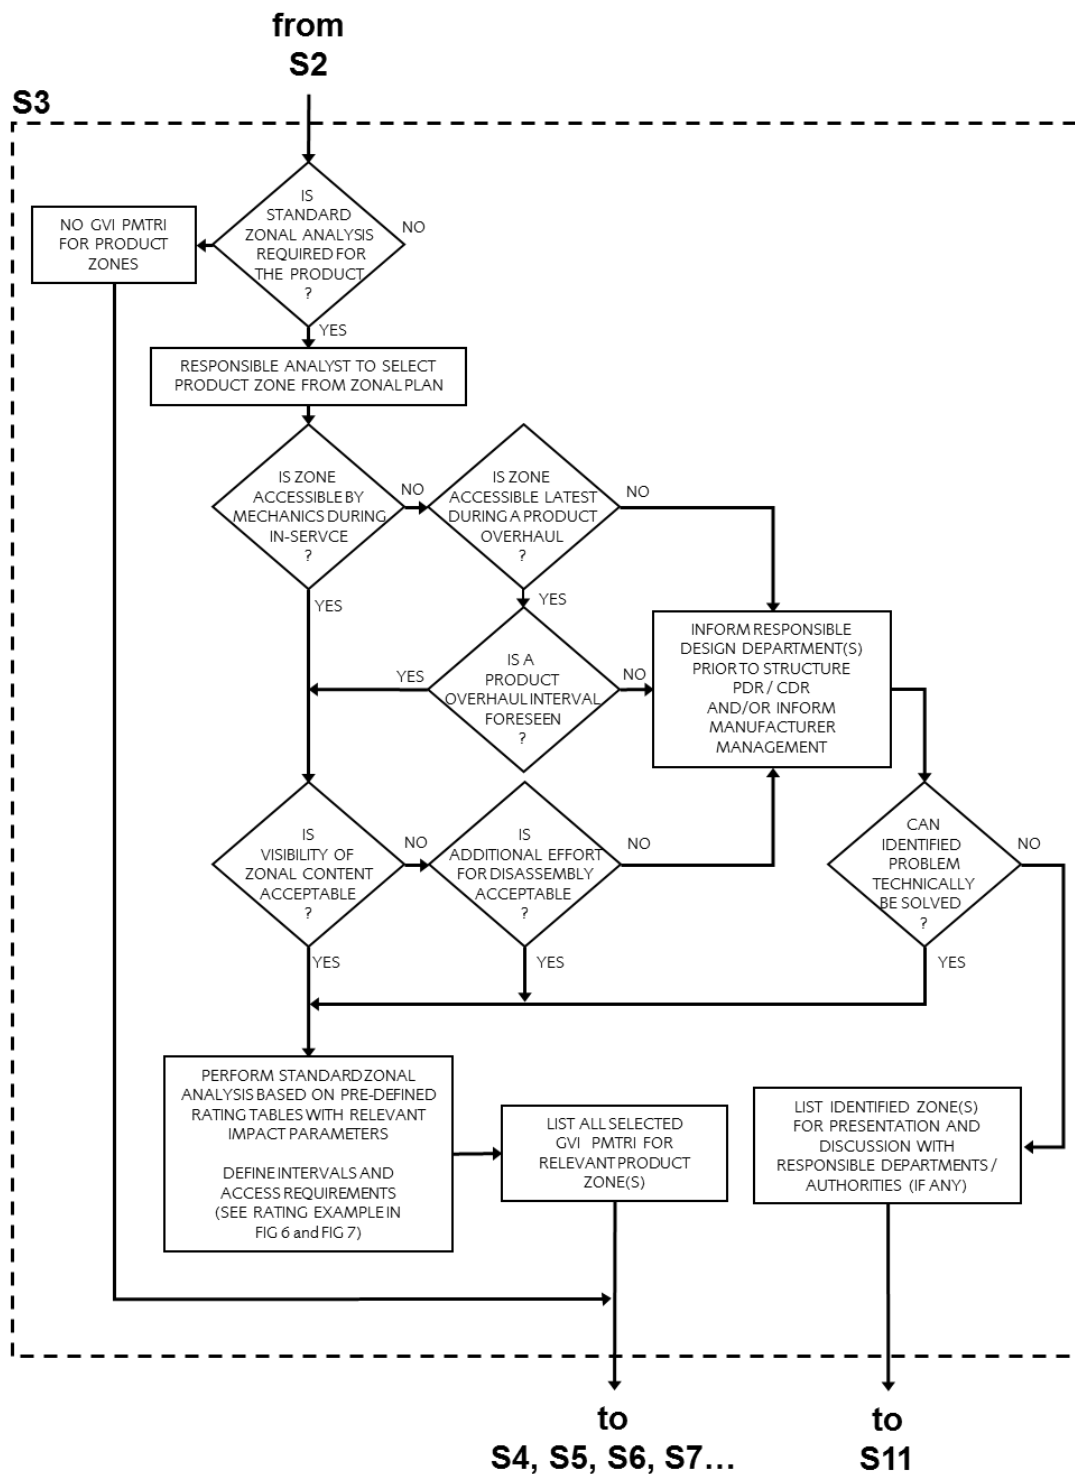 from
S2
S3
IS
STANDARD
ZONAL ANALYSIS
REQUIRED FOR
THE PRODUCT
?
NO
NO GVI PMTRI
FOR PRODUCT
ZONES
YES
RESPONSIBLE ANALYST TO SELECT
PRODUCT ZONE FROM ZONAL PLAN
IS ZONE
ACCESSIBLE BY
MECHANICS DURING
IN-SERVCE
?
NO
IS ZONE
ACCESSIBLE LATEST
DURING A PRODUCT
OVERHAUL
?
NO
YES
YES
IS A
PRODUCT
OVERHAUL INTERVAL
FORESEEN
?
YES
NO
INFORM RESPONSIBLE
DESIGN DEPARTMENT(S)
PRIOR TO STRUCTURE
PDR / CDR
AND/OR INFORM
MANUFACTURER
MANAGEMENT
IS
VISIBILITY OF
ZONAL CONTENT
ACCEPTABLE
?
NO
IS
ADDITIONAL EFFORT
FOR DISASSEMBLY
ACCEPTABLE
?
NO
CAN
IDENTIFIED
PROBLEM
TECHNICALLY
BE SOLVED
?
NO
YES
YES
YES
PERFORM STANDARD ZONAL
ANALYSIS BASED ON PRE-DEFINED
RATING TABLES WITH RELEVANT
IMPACT PARAMETERS
DEFINE INTERVALS AND
ACCESS REQUIREMENTS
(SEE RATING EXAMPLE IN
FIG 6 and FIG 7)
LIST ALL SELECTED
GVI PMTRI FOR
RELEVANT PRODUCT
ZONE(S)
LIST IDENTIFIED ZONE(S)
FOR PRESENTATION AND
DISCUSSION WITH
RESPONSIBLE DEPARTMENTS /
AUTHORITIES (IF ANY)
to
S4, S5, S6, S7...
to
S11